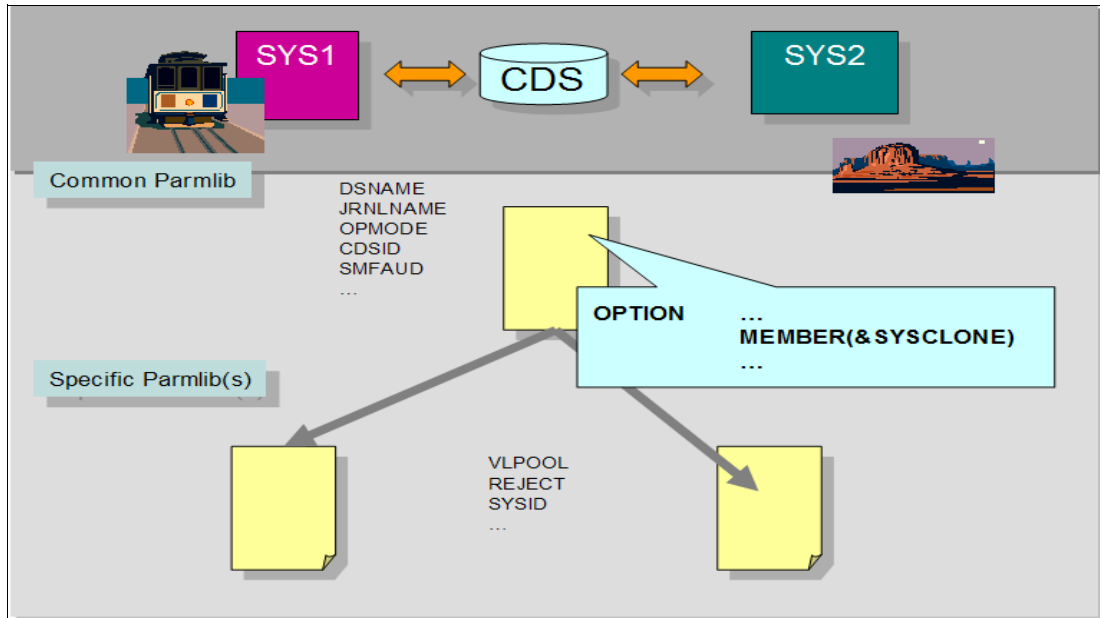 SYS1
CDS
SYS2
Common Parmlib
DSNAME
JRNLNAME
OPMODE
CDSID
SMFAUD
...
OPTION ...
MEMBER(&SYSCLONE)
...
Specific Parmlib(s)
VLPOOL
REJECT
SYSID
...